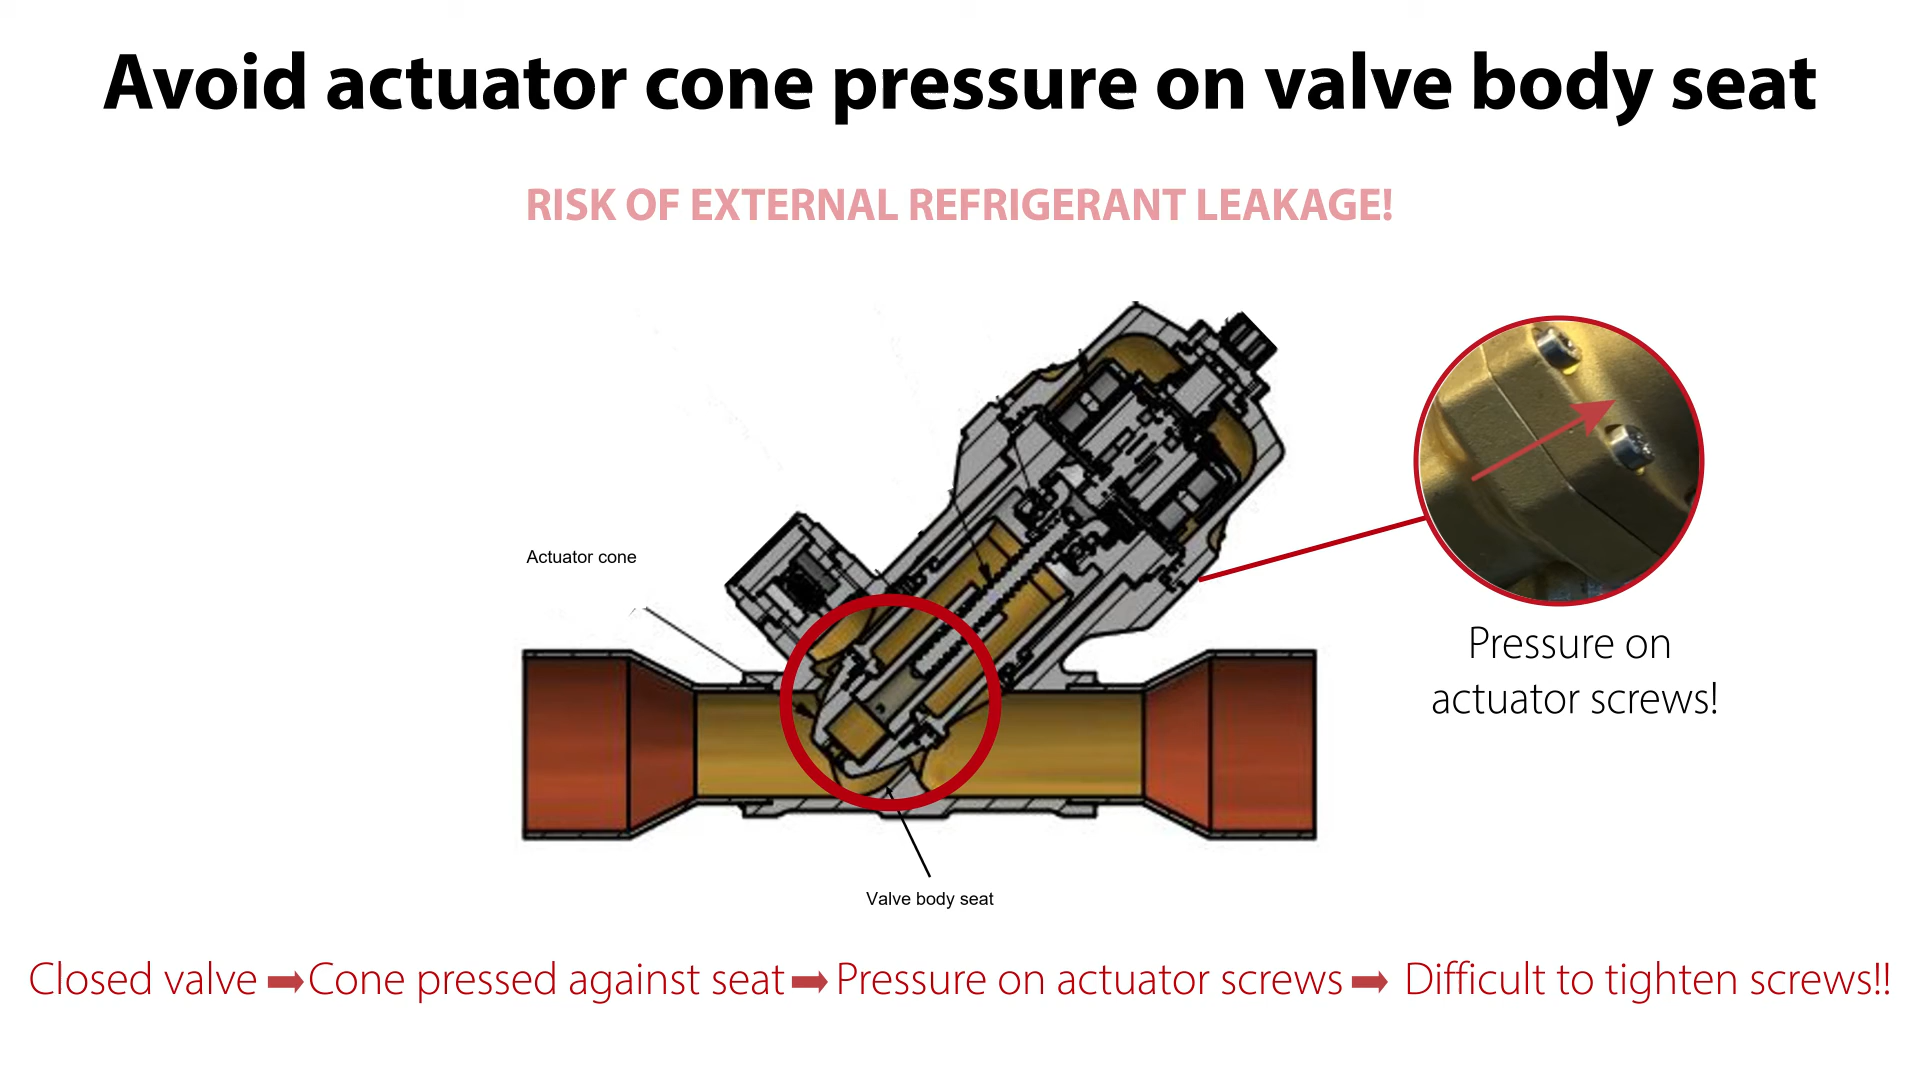 Avoid actuator cone pressure on valve body seat
RISK OF EXTERNAL REFRIGERANT LEAKAGE!
Actuator cone
Pressure on
actuator screws!
Valve body seat
Closed valve ➡ Cone pressed against seat ➡ Pressure on actuator screws ➡ Difficult to tighten screws!!